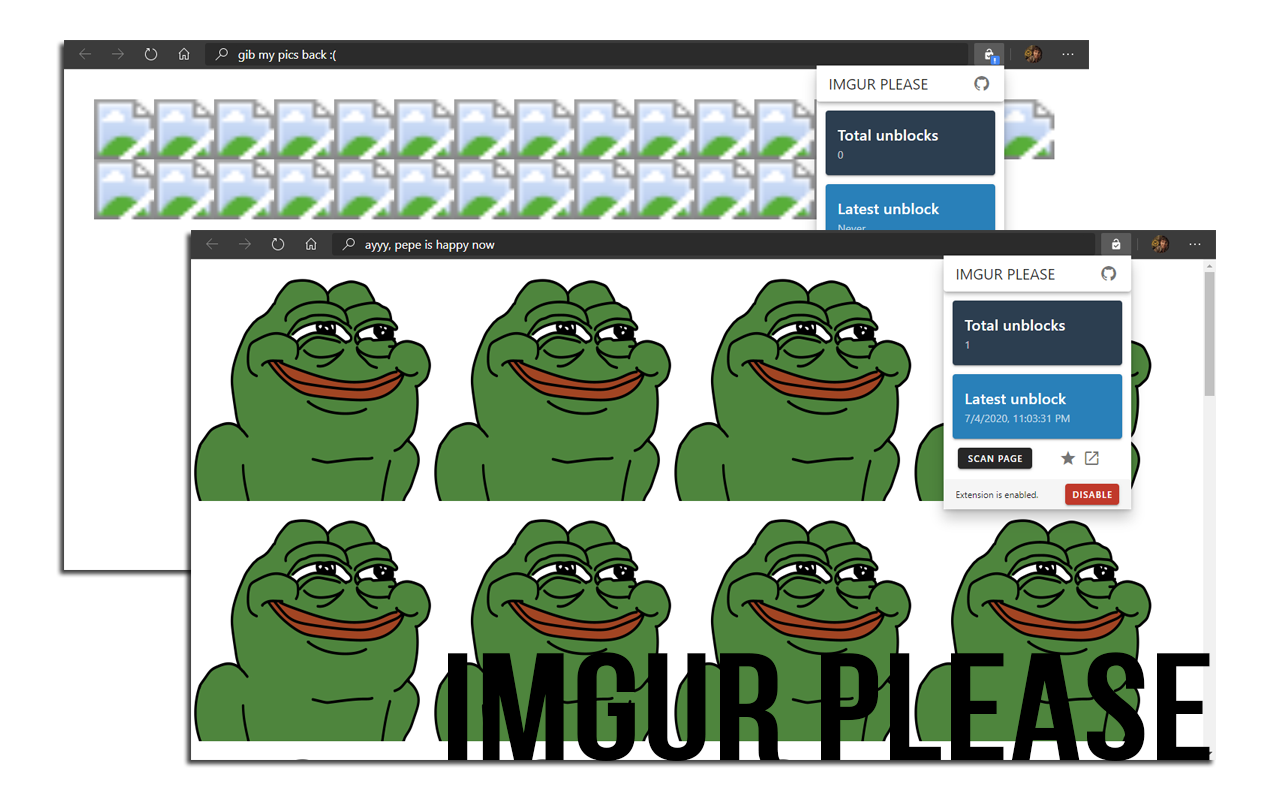 gib my pics back :(
IMGUR PLEASE
Total unblocks
0
Latest unblock
Never
ayyy, pepe is happy now
IMGUR PLEASE
Total unblocks
1
Latest unblock
7/4/2020, 11:03:31 PM
SCAN PAGE
Extension is enabled.
DISABLE
IMGUR PLEASE